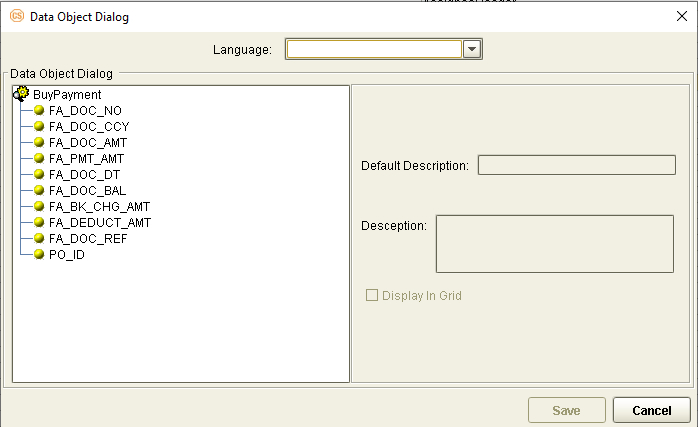 CS Data Object Dialog
Language:
Data Object Dialog
BuyPayment
FA_DOC_NO
FA_DOC_CCY
FA_DOC_AMT
FA_PMT_AMT
FA_DOC_DT
FA_DOC_BAL
FA_BK_CHG_AMT
FA_DEDUCT_AMT
FA_DOC_REF
PO_ID
Default Description:
Desception:
Display In Grid
Save Cancel